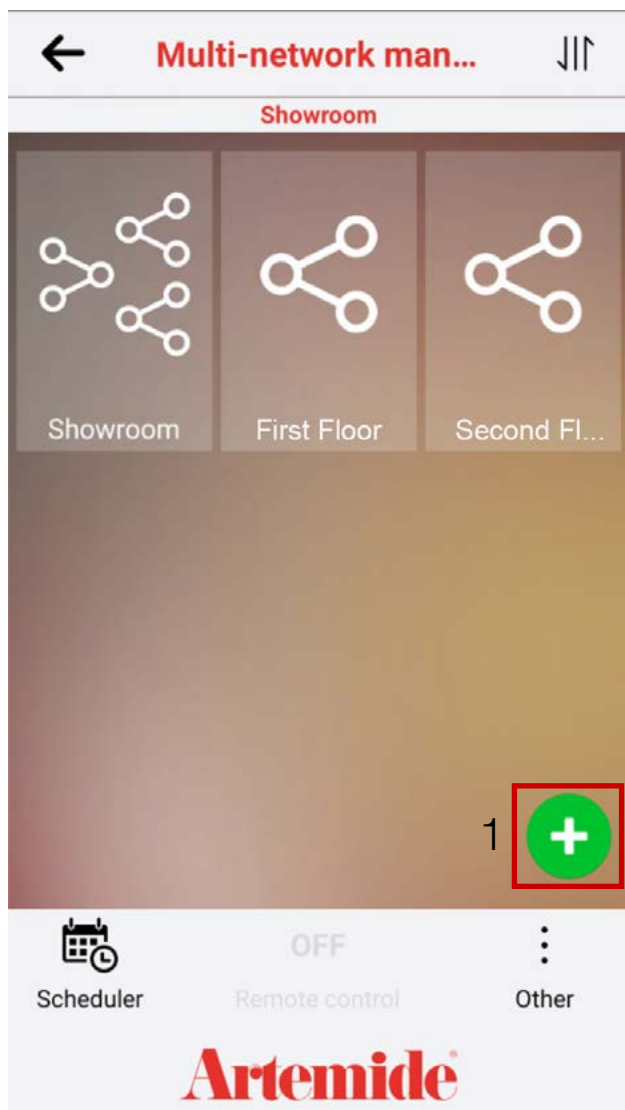 Multi-network man...
Showroom
Showroom
First Floor
Second Fl...
1
OFF
Scheduler
Remote control
Other
Artemide